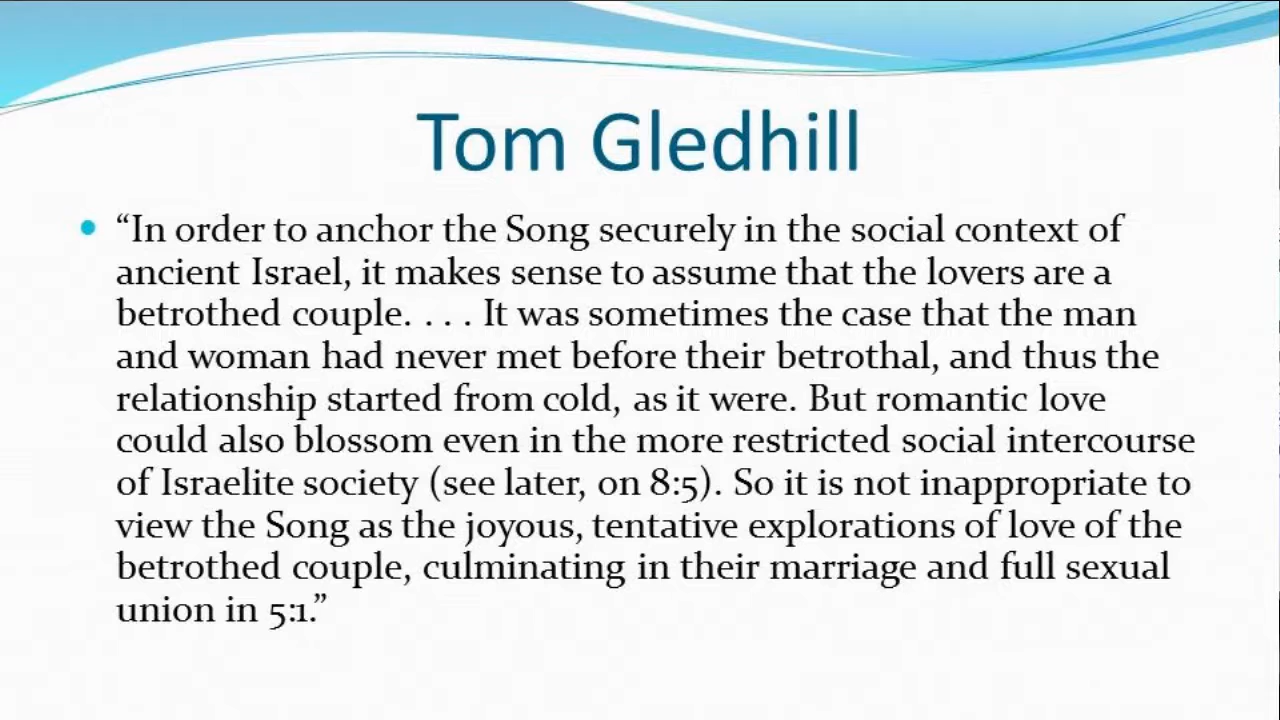 Tom Gledhill
• “In order to anchor the Song securely in the social context of
ancient Israel, it makes sense to assume that the lovers are a
betrothed couple. . . . It was sometimes the case that the man
and woman had never met before their betrothal, and thus the
relationship started from cold, as it were. But romantic love
could also blossom even in the more restricted social intercourse
of Israelite society (see later, on 8:5). So it is not inappropriate to
view the Song as the joyous, tentative explorations of love of the
betrothed couple, culminating in their marriage and full sexual
union in 5:1.”